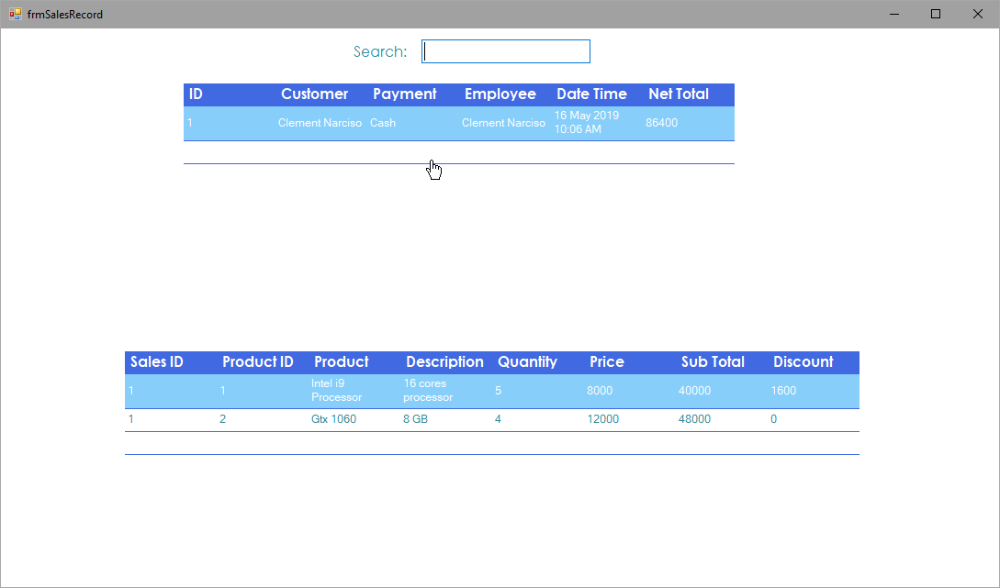 frmSalesRecord
Search:
ID Customer Payment Employee Date Time Net Total
1 Clement Narciso Cash Clement Narciso 16 May 2019 10:06 AM 86400
Sales ID Product ID Product Description Quantity Price Sub Total Discount
1 1 Intel i9 Processor 16 cores processor 5 8000 40000 1600
1 2 Gtx 1060 8 GB 4 12000 48000 0